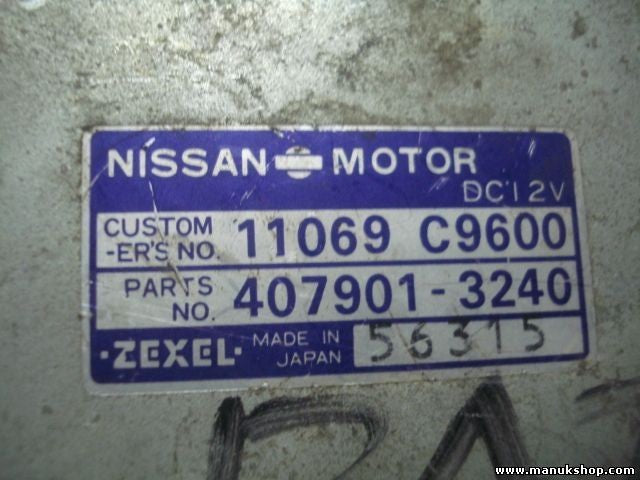 NISSAN MOTOR
DC12V
CUSTOM
-ER'S NO. 11069 C9600
PARTS
NO. 407901-3240
·ZEXEL· MADE IN
JAPAN 56315
www.manukshop.com